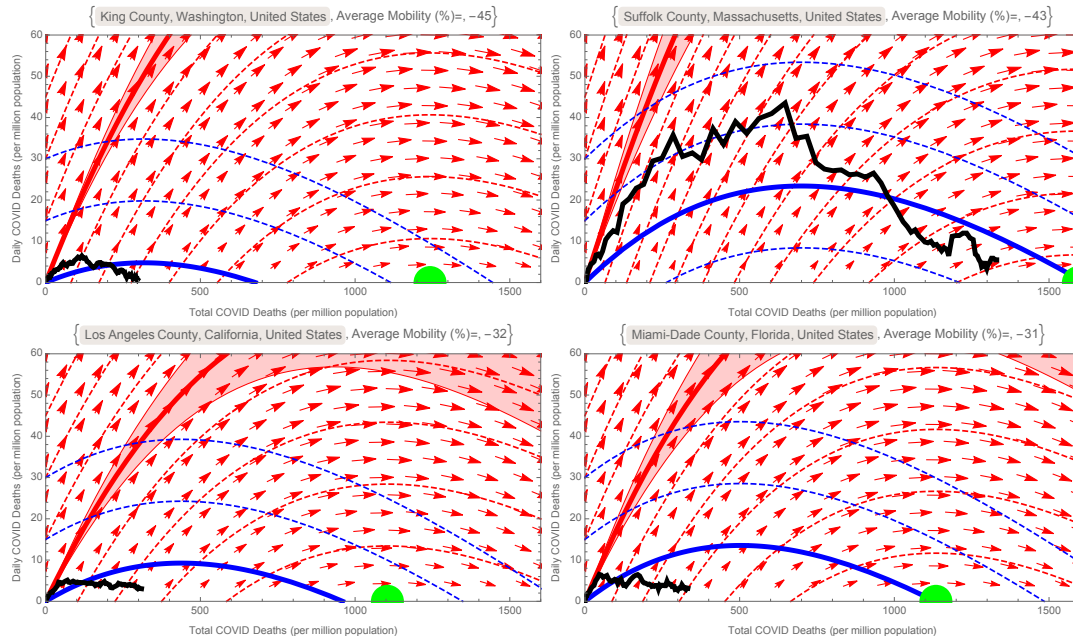 { King County, Washington, United States , Average Mobility (%)=, −45}
60
50
40
30
20
10
0
Daily COVID Deaths (per million population)
0 500 1000 1500
Total COVID Deaths (per million population)
{ Suffolk County, Massachusetts, United States , Average Mobility (%)=, −43}
60
50
40
30
20
10
0
Daily COVID Deaths (per million population)
0 500 1000 1500
Total COVID Deaths (per million population)
{ Los Angeles County, California, United States , Average Mobility (%)=, −32}
60
50
40
30
20
10
0
Daily COVID Deaths (per million population)
0 500 1000 1500
Total COVID Deaths (per million population)
{ Miami-Dade County, Florida, United States , Average Mobility (%)=, −31}
60
50
40
30
20
10
0
Daily COVID Deaths (per million population)
0 500 1000 1500
Total COVID Deaths (per million population)